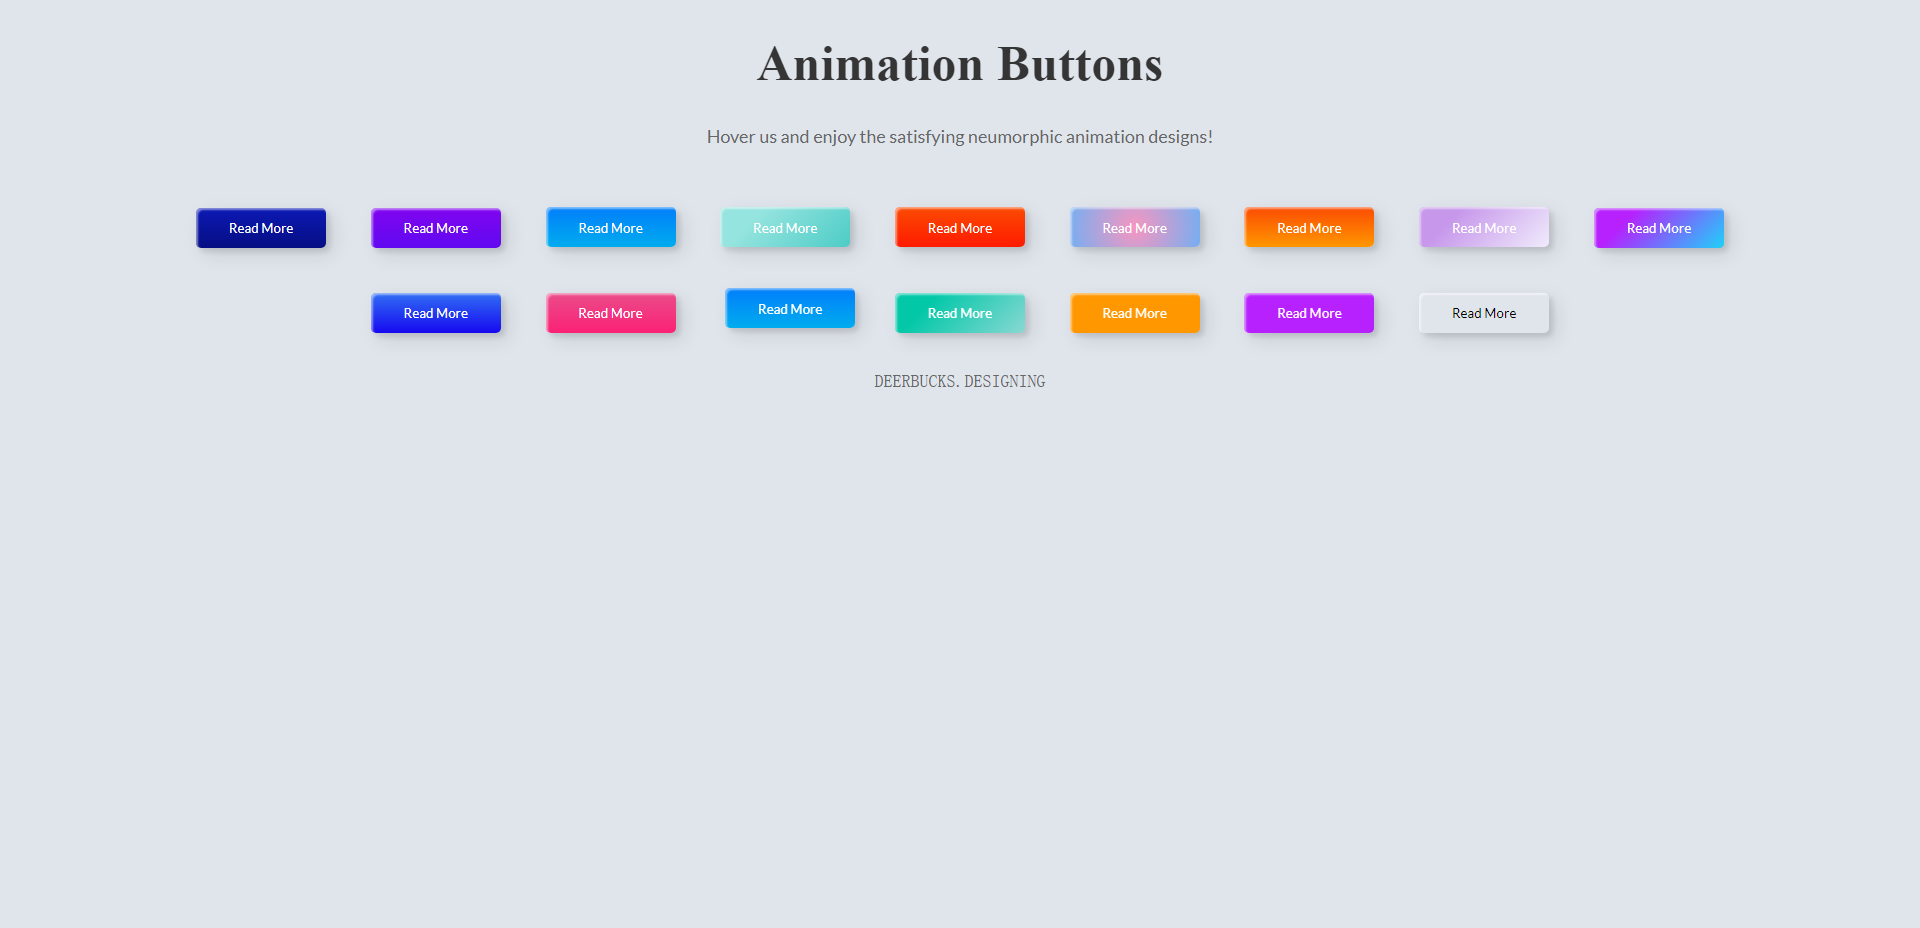 Animation Buttons
Hover us and enjoy the satisfying neumorphic animation designs!
Read More Read More Read More Read More Read More Read More Read More Read More Read More
Read More Read More Read More Read More Read More Read More Read More
DEERBUCKS.DESIGNING